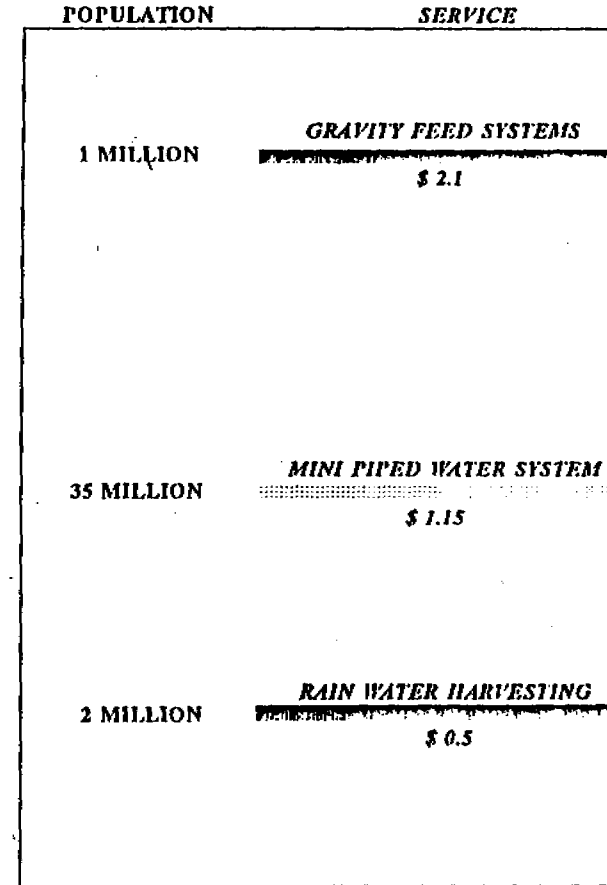 POPULATION SERVICE
GRAVITY FEED SYSTEMS
1 MILLION
$ 2.1
MINI PIPED WATER SYSTEM
35 MILLION
$ 1.15
RAIN WATER HARVESTING
2 MILLION
$ 0.5